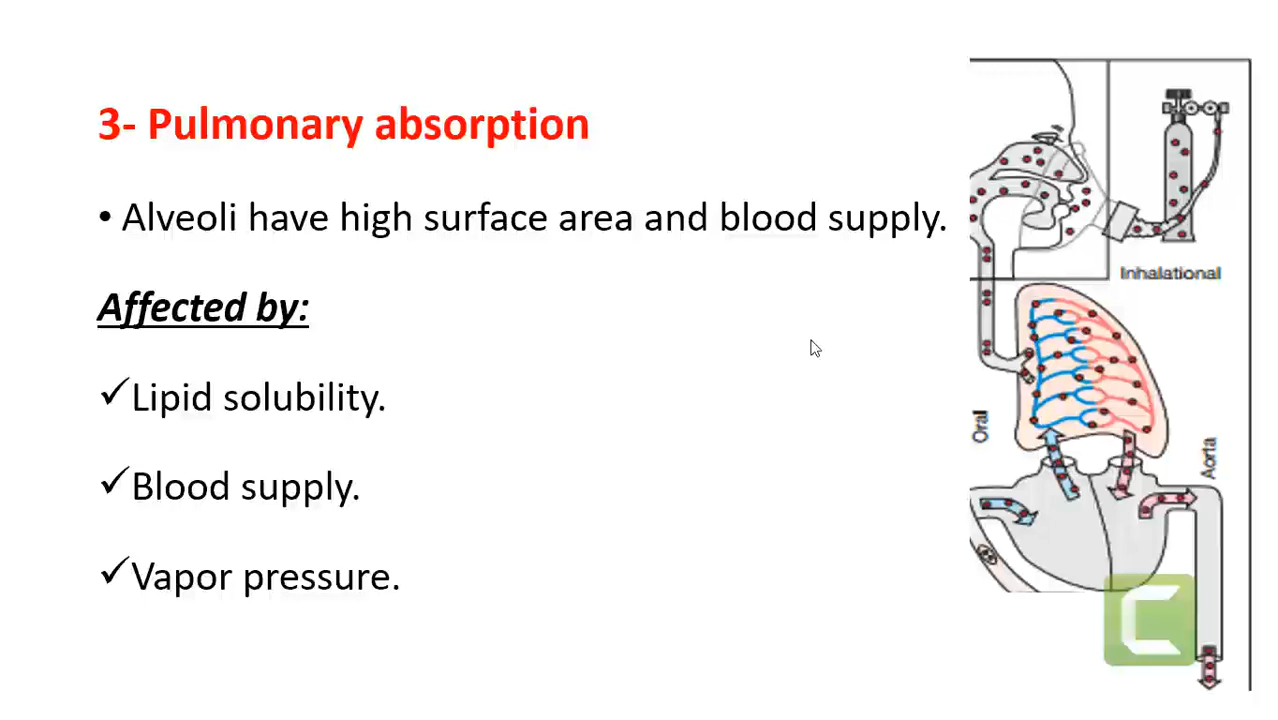 3- Pulmonary absorption
• Alveoli have high surface area and blood supply.
Affected by:
✓Lipid solubility.
✓Blood supply.
✓Vapor pressure.
Inhalational
Oral
Aorta